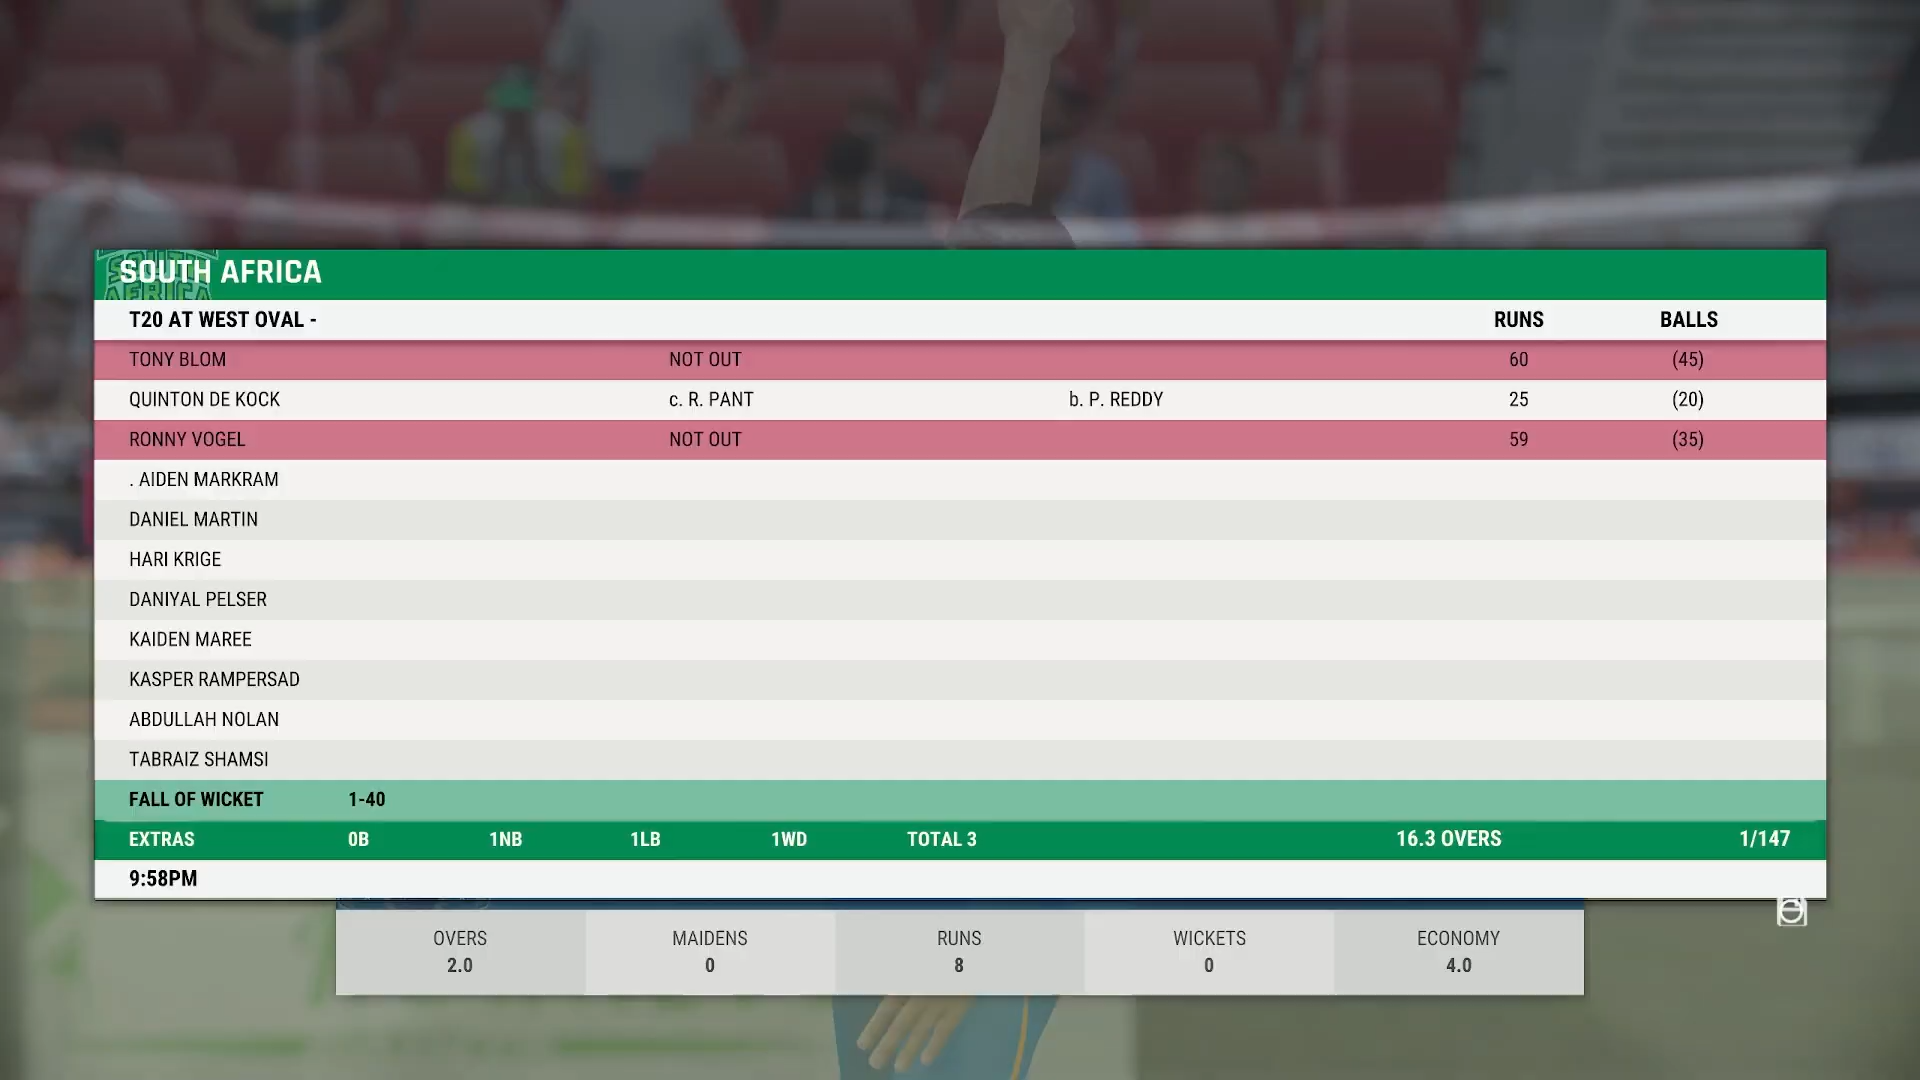 SOUTH AFRICA
SOUTH AFRICA
T20 AT WEST OVAL - RUNS BALLS
TONY BLOM NOT OUT 60 (45)
QUINTON DE KOCK c. R. PANT b. P. REDDY 25 (20)
RONNY VOGEL NOT OUT 59 (35)
. AIDEN MARKRAM
DANIEL MARTIN
HARI KRIGE
DANIYAL PELSER
KAIDEN MAREE
KASPER RAMPERSAD
ABDULLAH NOLAN
TABRAIZ SHAMSI
FALL OF WICKET 1-40
EXTRAS 0B 1NB 1LB 1WD TOTAL 3 16.3 OVERS 1/147
9:58PM
OVERS MAIDENS RUNS WICKETS ECONOMY
2.0 0 8 0 4.0